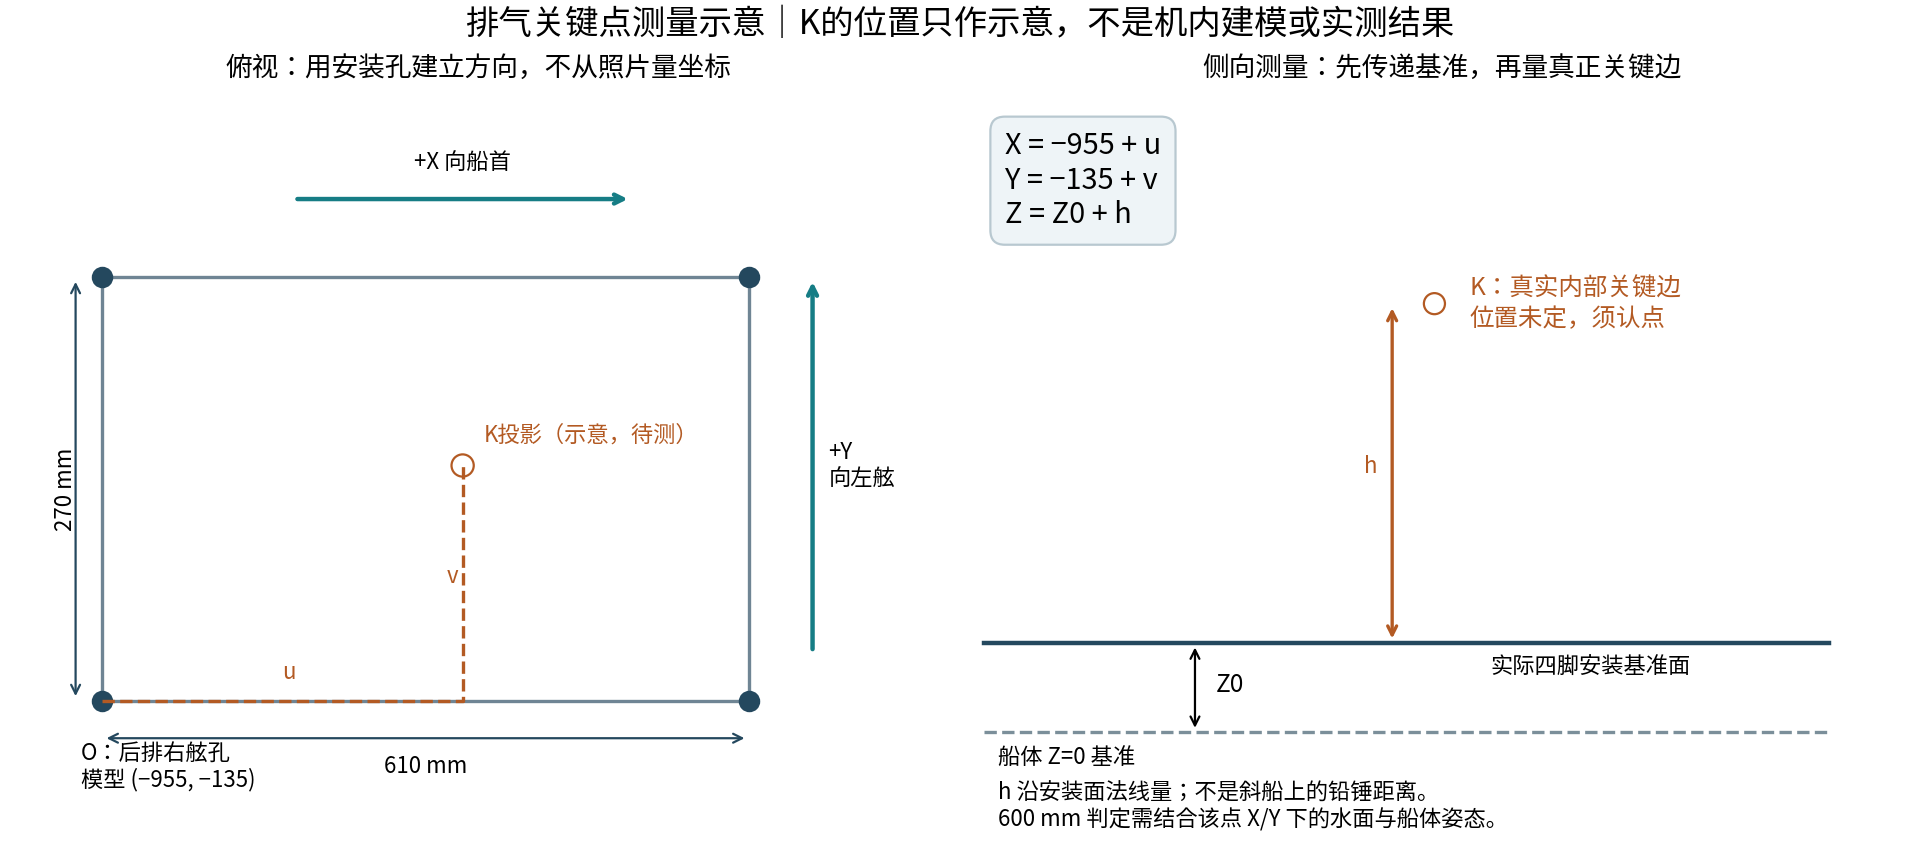 排气关键点测量示意｜K的位置只作示意，不是机内建模或实测结果
俯视：用安装孔建立方向，不从照片量坐标
+X 向船首
270 mm
K投影（示意，待测）
v
u
+Y
向左舷
O：后排右舷孔
模型 (−955, −135)
610 mm
侧向测量：先传递基准，再量真正关键边
X = −955 + u
Y = −135 + v
Z = Z0 + h
K：真实内部关键边
位置未定，须认点
h
实际四脚安装基准面
Z0
船体 Z=0 基准
h 沿安装面法线量；不是斜船上的铅锤距离。
600 mm 判定需结合该点 X/Y 下的水面与船体姿态。